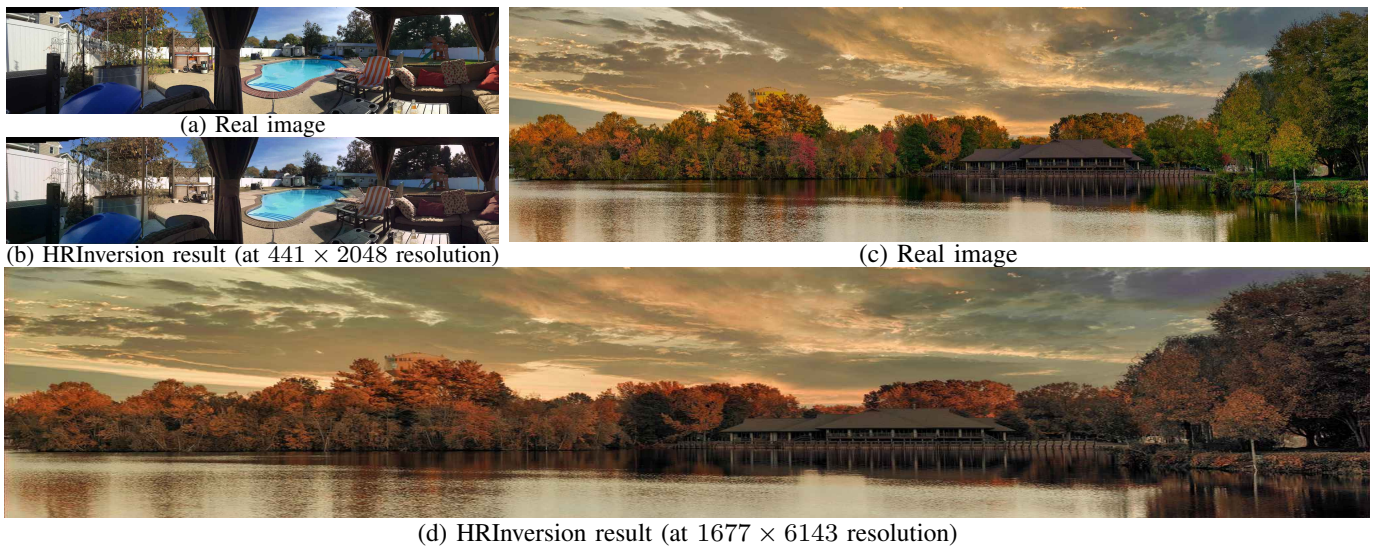 (a) Real image
(b) HRInversion result (at 441 × 2048 resolution)
(c) Real image
(d) HRInversion result (at 1677 × 6143 resolution)